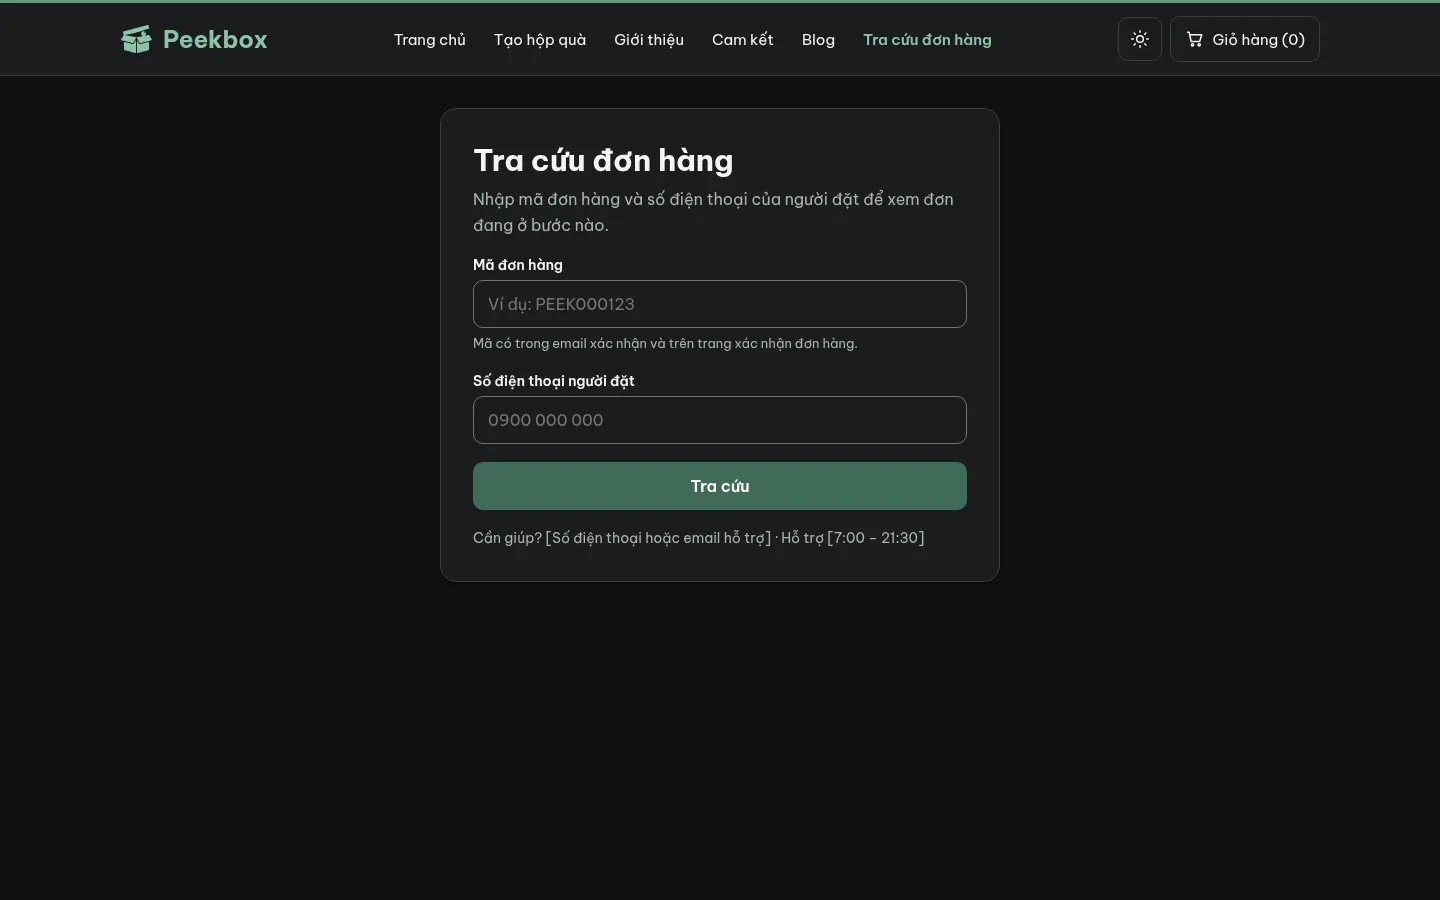 Peekbox
Trang chủ
Tạo hộp quà
Giới thiệu
Cam kết
Blog
Tra cứu đơn hàng
Giỏ hàng (0)
Tra cứu đơn hàng
Nhập mã đơn hàng và số điện thoại của người đặt để xem đơn
đang ở bước nào.
Mã đơn hàng
Ví dụ: PEEK000123
Mã có trong email xác nhận và trên trang xác nhận đơn hàng.
Số điện thoại người đặt
0900 000 000
Tra cứu
Cần giúp? [Số điện thoại hoặc email hỗ trợ] · Hỗ trợ [7:00 – 21:30]